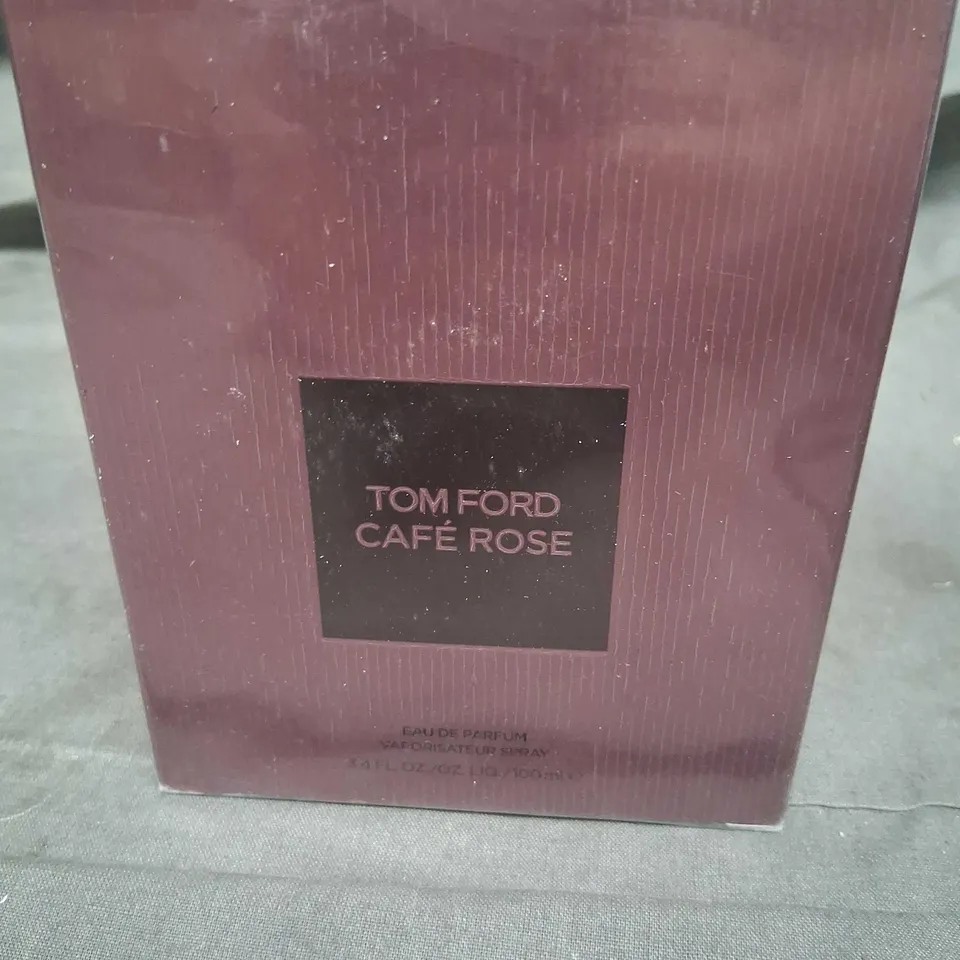 TOM FORD
CAFÉ ROSE
EAU DE PARFUM
VAPORISATEUR SPRAY
3.4 FL.OZ./OZ.LIQ./100 ml ℮